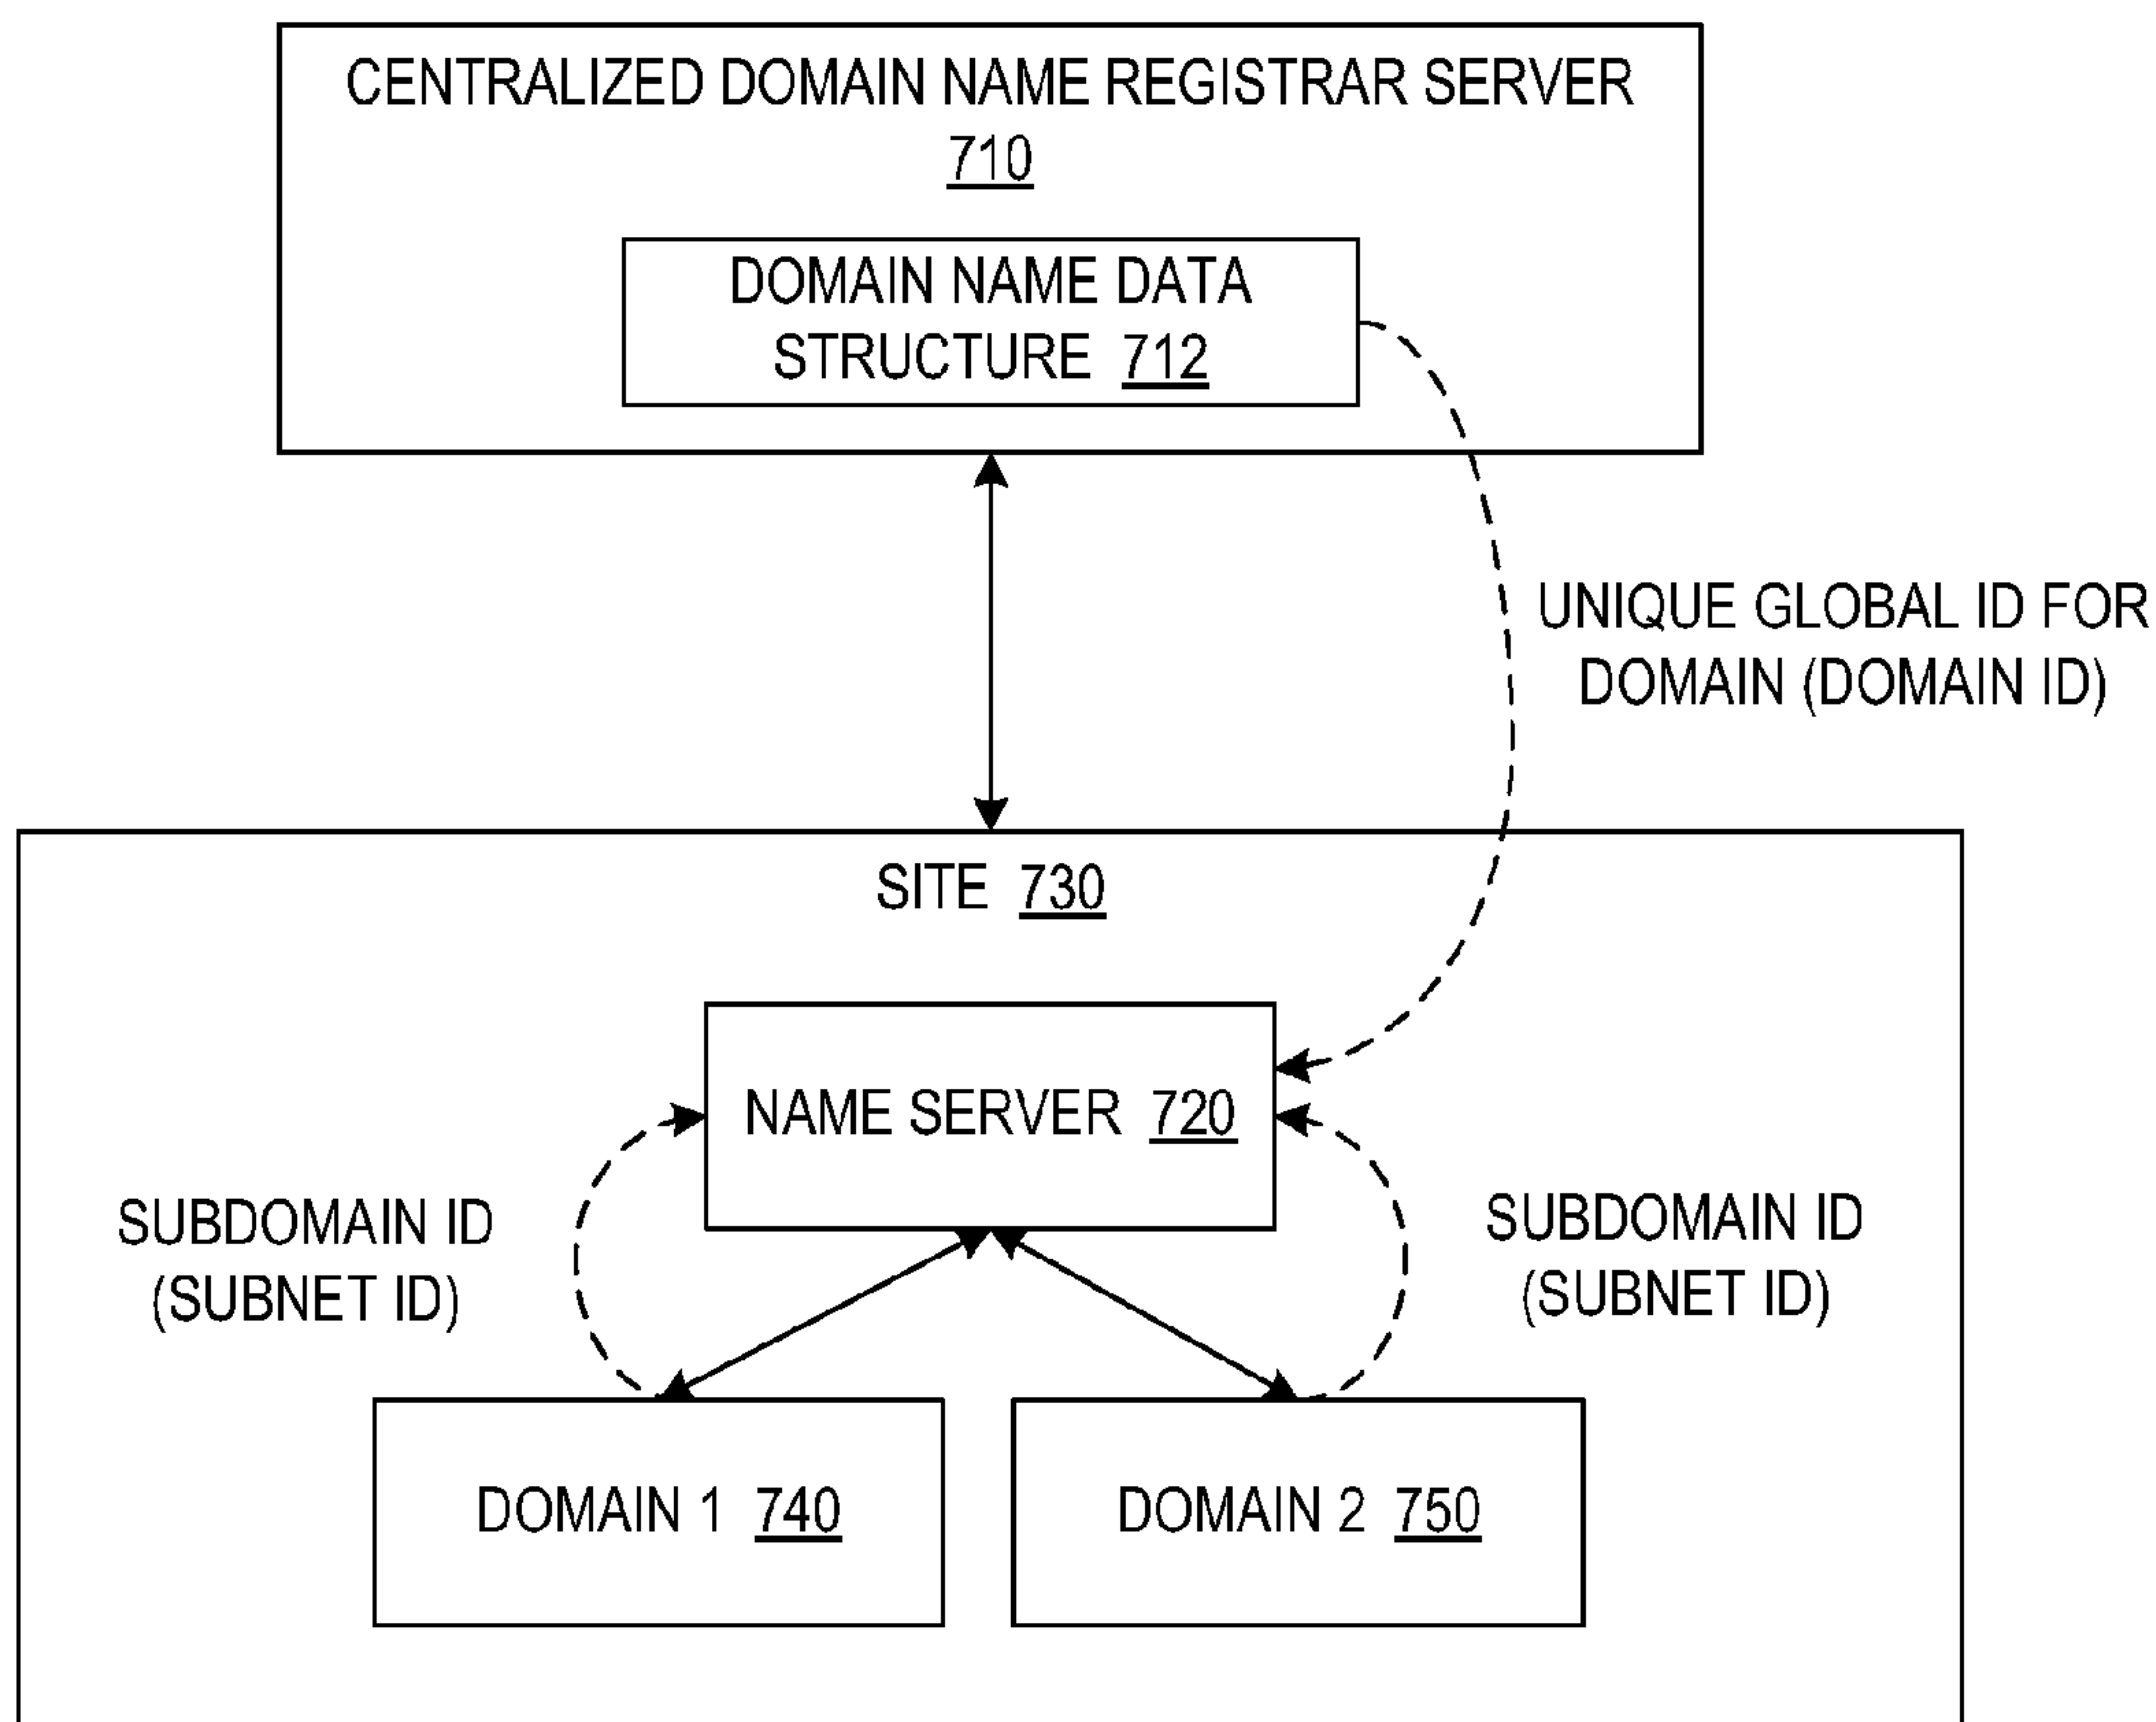 CENTRALIZED DOMAIN NAME REGISTRAR SERVER
710
DOMAIN NAME DATA
STRUCTURE 712
UNIQUE GLOBAL ID FOR
DOMAIN (DOMAIN ID)
SITE 730
NAME SERVER 720
SUBDOMAIN ID
(SUBNET ID)
SUBDOMAIN ID
(SUBNET ID)
DOMAIN 1 740
DOMAIN 2 750